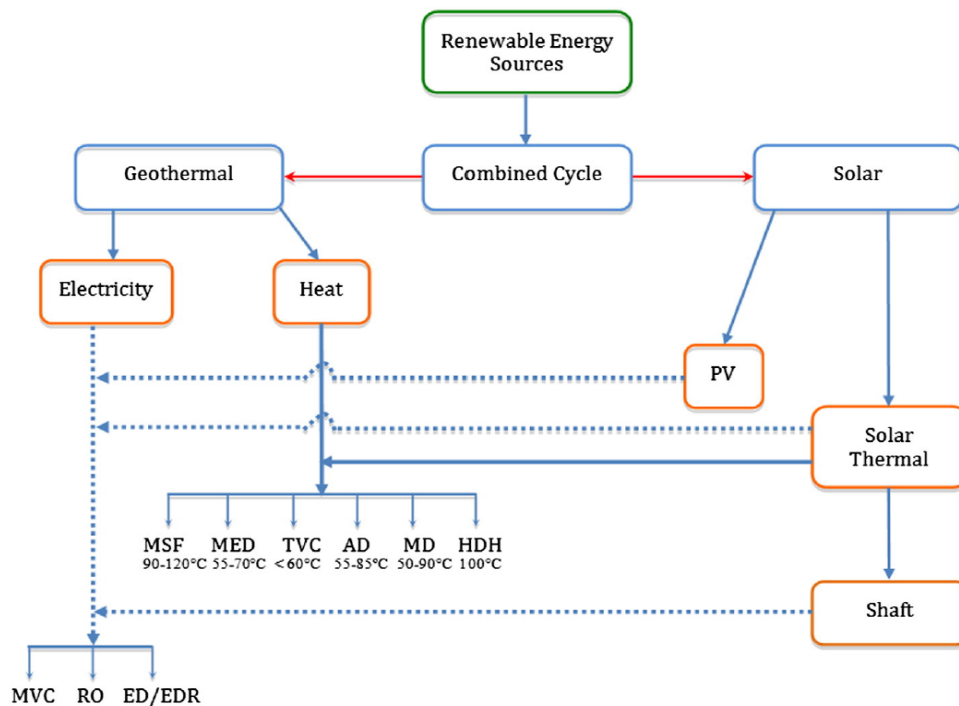 Renewable Energy
Sources
Geothermal
Combined Cycle
Solar
Electricity
Heat
PV
Solar
Thermal
MSF
MED
TVC
AD
MD
HDH
90-120°C
55-70°C
<60°C
55-85°C
50-90°C
100°C
Shaft
MVC
RO
ED/EDR